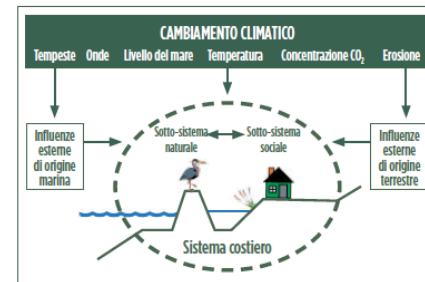 CAMBIAMENTO CLIMATICO
Tempeste Onde Livello del mare Temperatura Concentrazione CO₂ Erosione
Influenze
esterne
di origine
marina
Sotto-sistema
naturale
Sotto-sistema
sociale
Influenze
esterne
di origine
terrestre
Sistema costiero